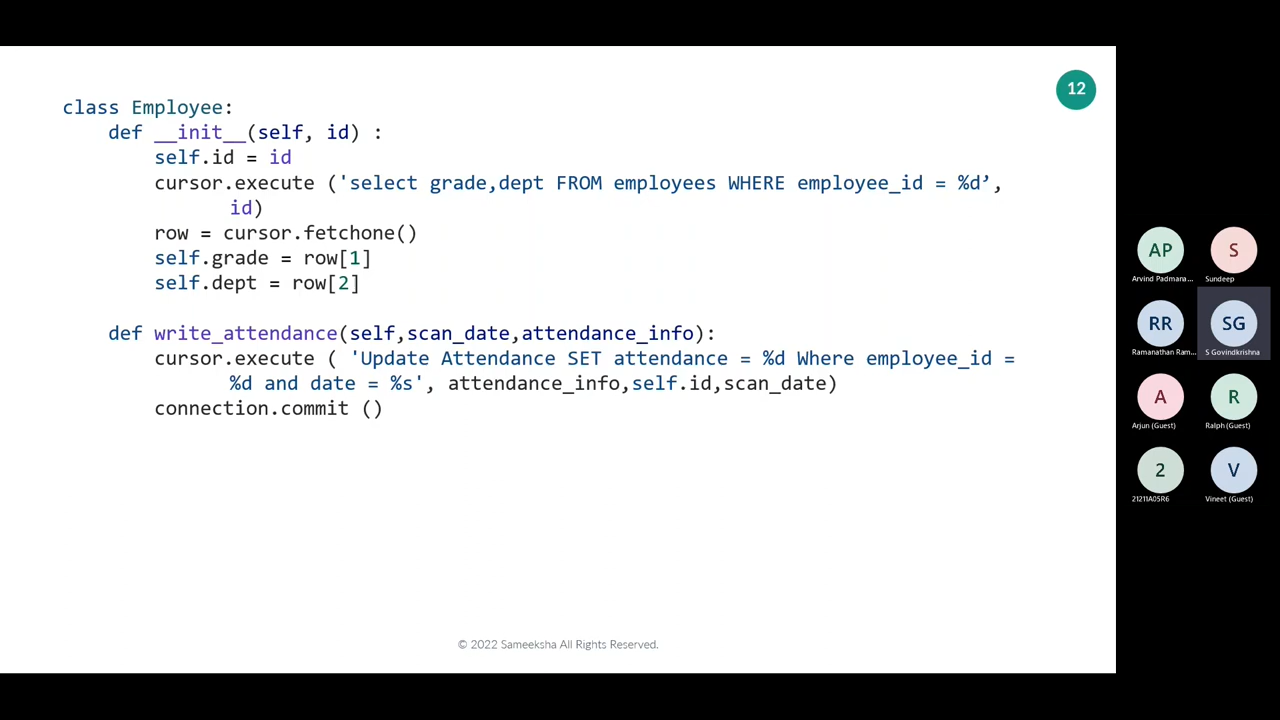 12
class Employee:
def __init__(self, id) :
self.id = id
cursor.execute ('select grade,dept FROM employees WHERE employee_id = %d’,
id)
row = cursor.fetchone()
self.grade = row[1]
self.dept = row[2]
def write_attendance(self,scan_date,attendance_info):
cursor.execute ( 'Update Attendance SET attendance = %d Where employee_id =
%d and date = %s', attendance_info,self.id,scan_date)
connection.commit ()
© 2022 Sameeksha All Rights Reserved.
AP
S
Arvind Padmana...
Sundeep
RR
SG
Ramanathan Ram...
S Govindkrishna
A
R
Arjun (Guest)
Ralph (Guest)
2
V
21211A05R6
Vineet (Guest)